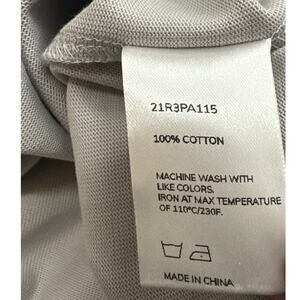 21R3PA115
100% COTTON
MACHINE WASH WITH
LIKE COLORS.
IRON AT MAX TEMPERATURE
OF 110°C/230F.
MADE IN CHINA